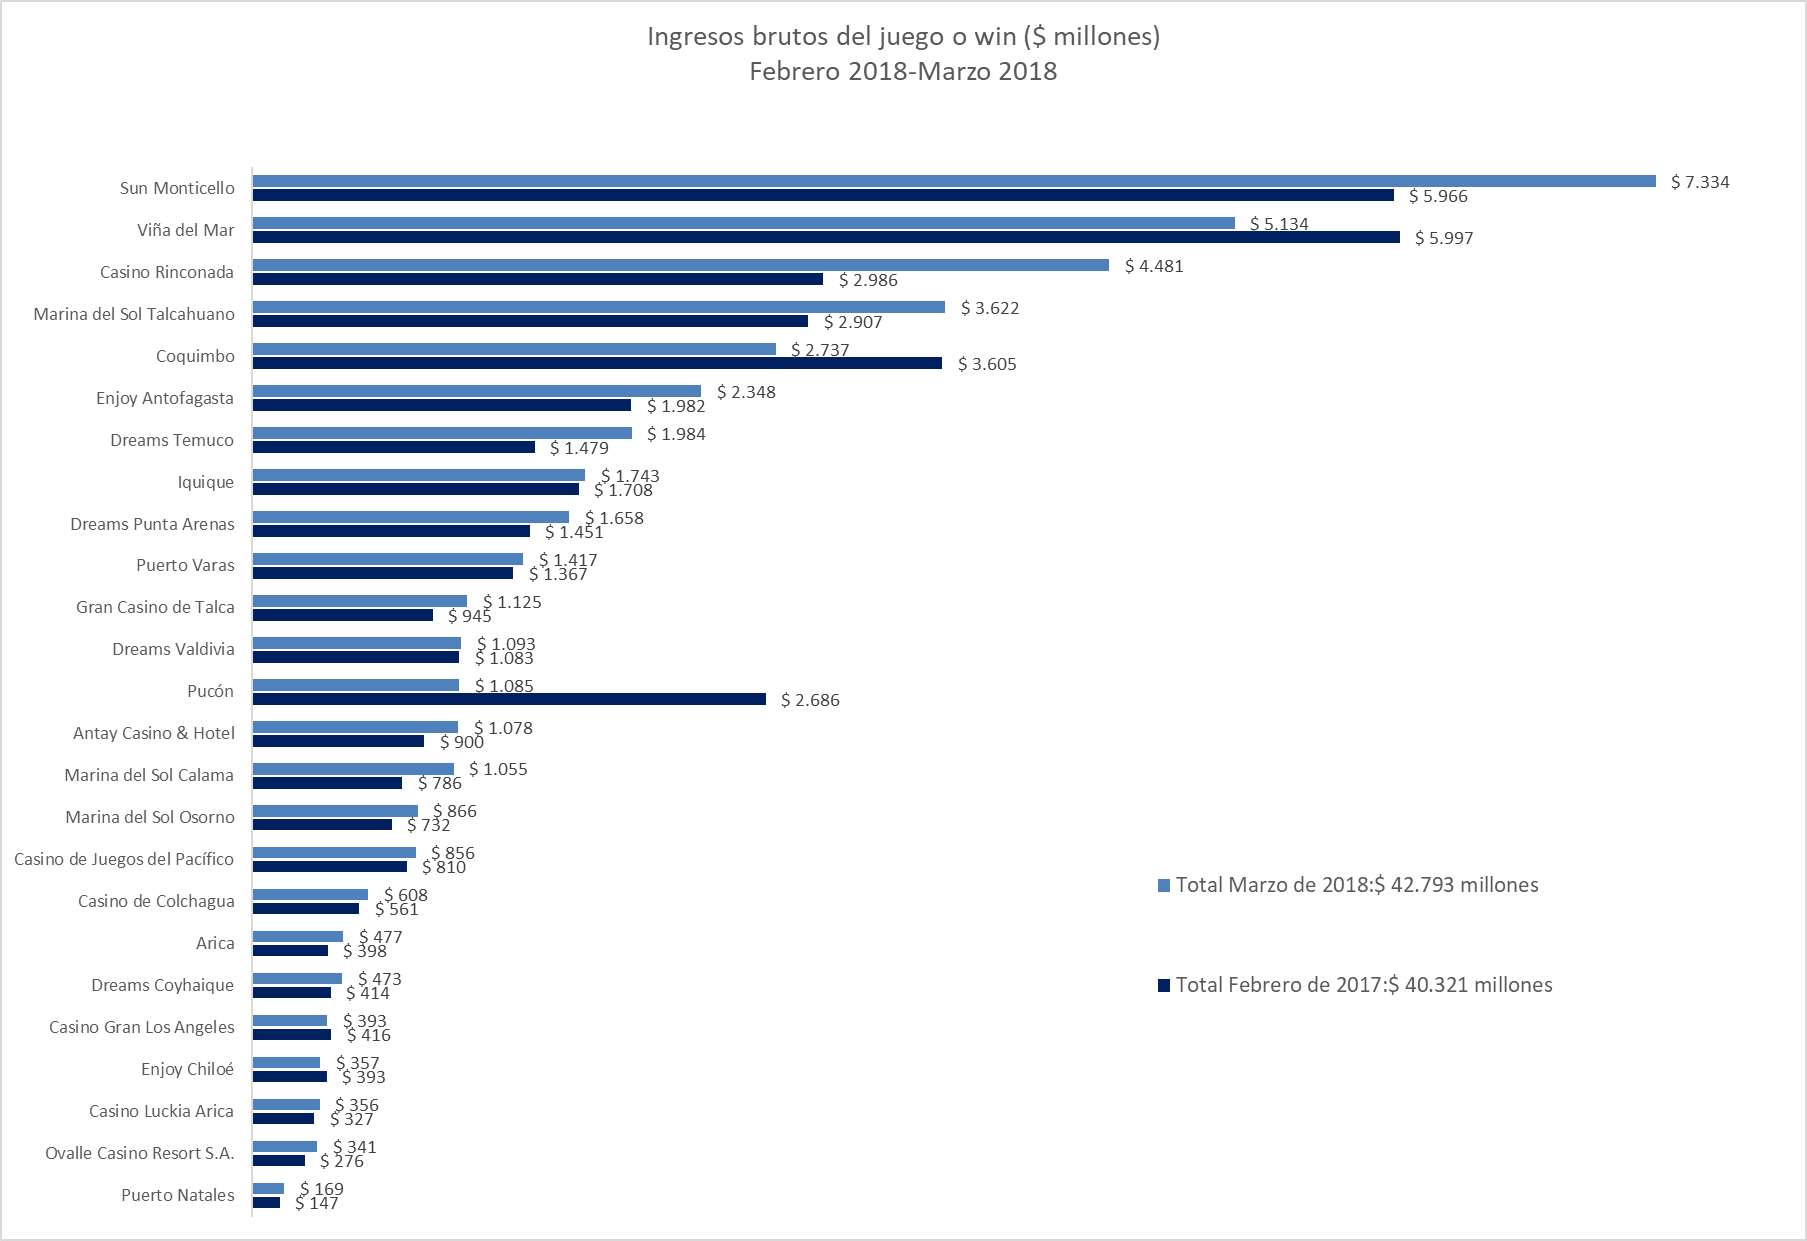 Ingresos brutos del juego o win ($ millones)
Febrero 2018-Marzo 2018
Sun Monticello
$ 7.334
$ 5.966
Viña del Mar
$ 5.134
$ 5.997
Casino Rinconada
$ 4.481
$ 2.986
Marina del Sol Talcahuano
$ 3.622
$ 2.907
Coquimbo
$ 2.737
$ 3.605
Enjoy Antofagasta
$ 2.348
$ 1.982
Dreams Temuco
$ 1.984
$ 1.479
Iquique
$ 1.743
$ 1.708
Dreams Punta Arenas
$ 1.658
$ 1.451
Puerto Varas
$ 1.417
$ 1.367
Gran Casino de Talca
$ 1.125
$ 945
Dreams Valdivia
$ 1.093
$ 1.083
Pucón
$ 1.085
$ 2.686
Antay Casino & Hotel
$ 1.078
$ 900
Marina del Sol Calama
$ 1.055
$ 786
Marina del Sol Osorno
$ 866
$ 732
Casino de Juegos del Pacífico
$ 856
$ 810
Casino de Colchagua
$ 608
$ 561
Arica
$ 477
$ 398
Dreams Coyhaique
$ 473
$ 414
Casino Gran Los Angeles
$ 393
$ 416
Enjoy Chiloé
$ 357
$ 393
Casino Luckia Arica
$ 356
$ 327
Ovalle Casino Resort S.A.
$ 341
$ 276
Puerto Natales
$ 169
$ 147
Total Marzo de 2018:$ 42.793 millones
Total Febrero de 2017:$ 40.321 millones